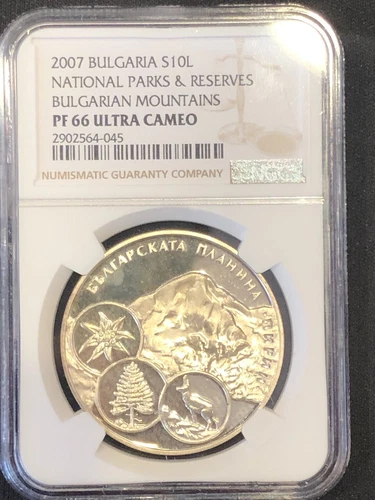 2007 BULGARIA S10L
NATIONAL PARKS & RESERVES
BULGARIAN MOUNTAINS
PF 66 ULTRA CAMEO
2902564-045
NUMISMATIC GUARANTY COMPANY
БЪЛГАРСКАТА ПЛАНИНА ПИРИН